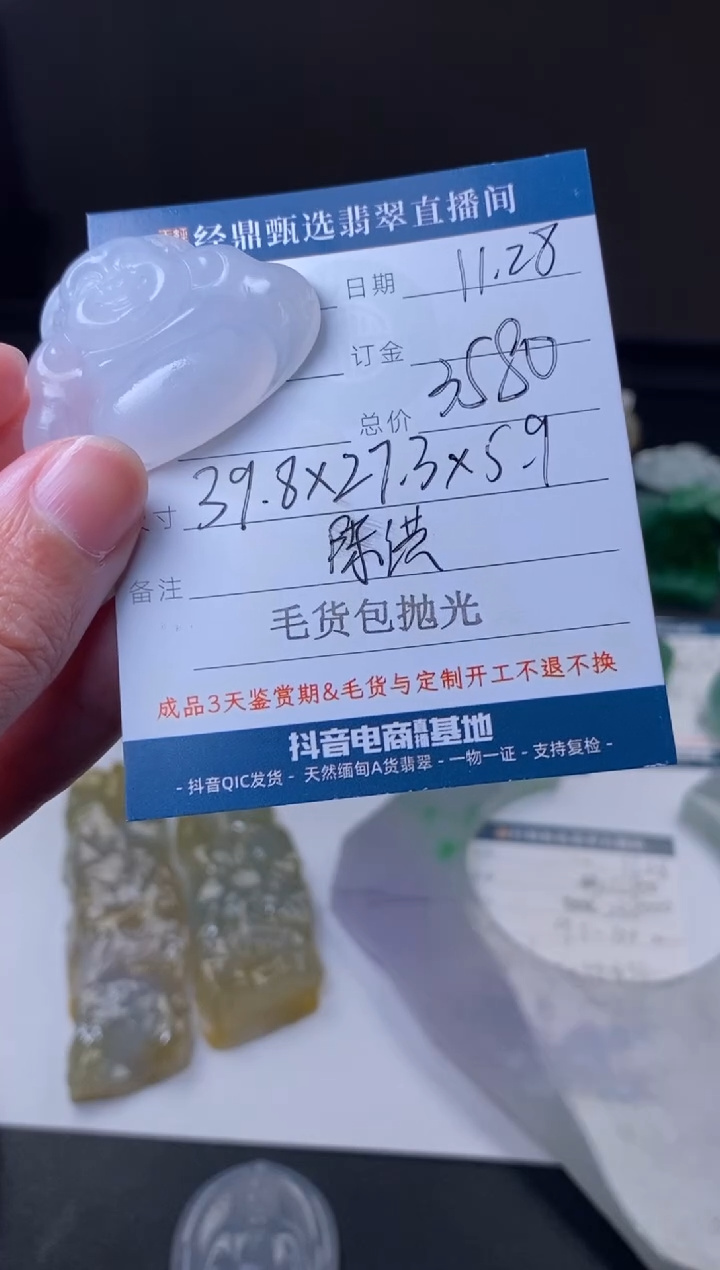 经鼎甄选翡翠直播间
日期 11.28
订金
总价 3580
寸 39.8×27.3×5.9
备注
毛货包抛光
成品3天鉴赏期&毛货与定制开工不退不换
抖音电商直播基地
- 抖音QIC发货 - 天然缅甸A货翡翠 - 一物一证 - 支持复检 -